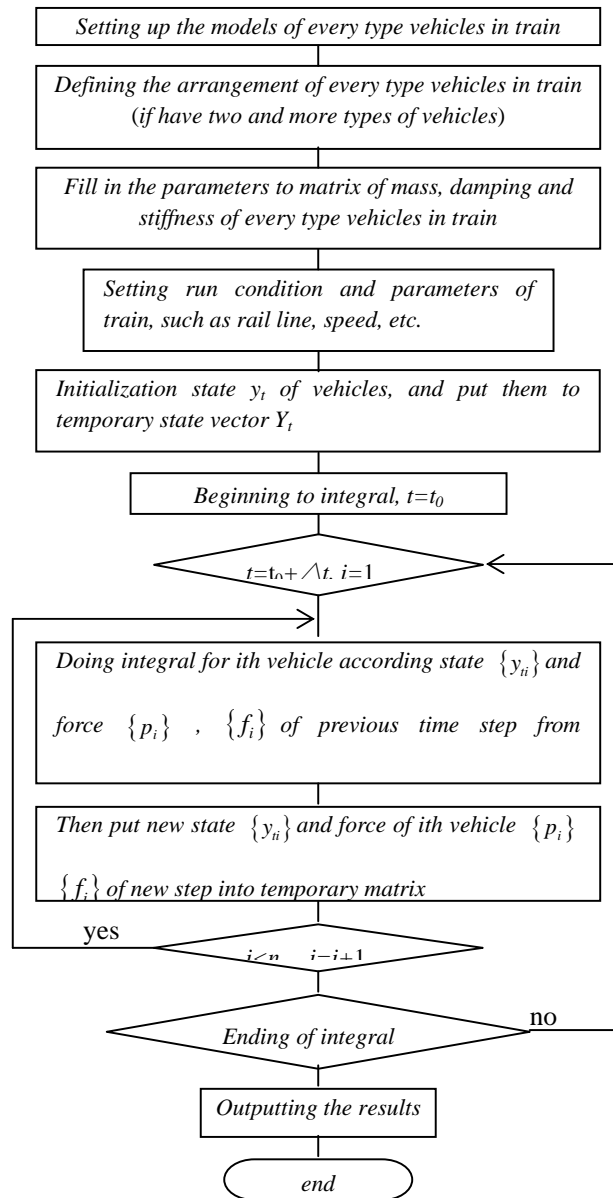 Setting up the models of every type vehicles in train
Defining the arrangement of every type vehicles in train
(if have two and more types of vehicles)
Fill in the parameters to matrix of mass, damping and
stiffness of every type vehicles in train
Setting run condition and parameters of
train, such as rail line, speed, etc.
Initialization state y_t of vehicles, and put them to
temporary state vector Y_t
Beginning to integral, t=t_0
t=t_0+△t, i=1
Doing integral for ith vehicle according state {y_ti} and
force {p_i} , {f_i} of previous time step from
Then put new state {y_ti} and force of ith vehicle {p_i}
{f_i} of new step into temporary matrix
yes
i<n i=i+1
Ending of integral
no
Outputting the results
end